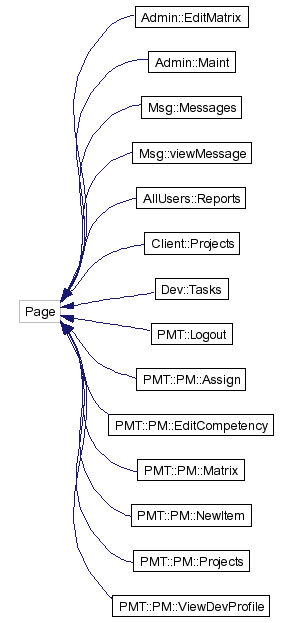 Admin::EditMatrix
Admin::Maint
Msg::Messages
Msg::viewMessage
AllUsers::Reports
Client::Projects
Dev::Tasks
Page
PMT::Logout
PMT::PM::Assign
PMT::PM::EditCompetency
PMT::PM::Matrix
PMT::PM::NewItem
PMT::PM::Projects
PMT::PM::ViewDevProfile